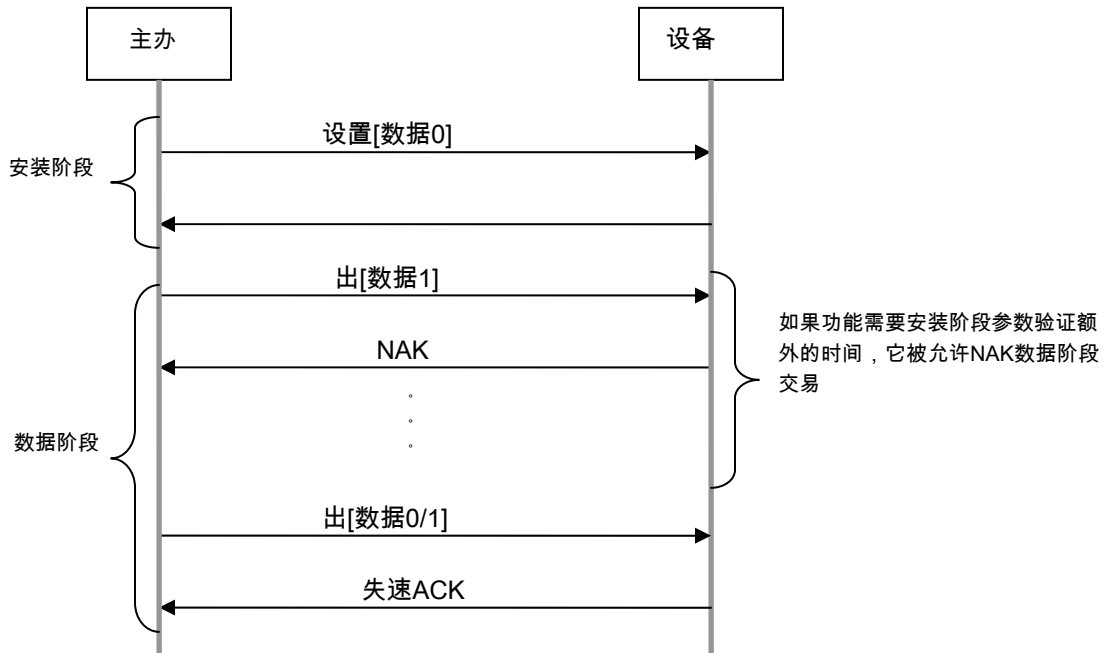 主办
设备
设置[数据0]
安装阶段
出[数据1]
如果功能需要安装阶段参数验证额
外的时间，它被允许NAK数据阶段
交易
NAK
。
。
。
数据阶段
出[数据0/1]
失速ACK